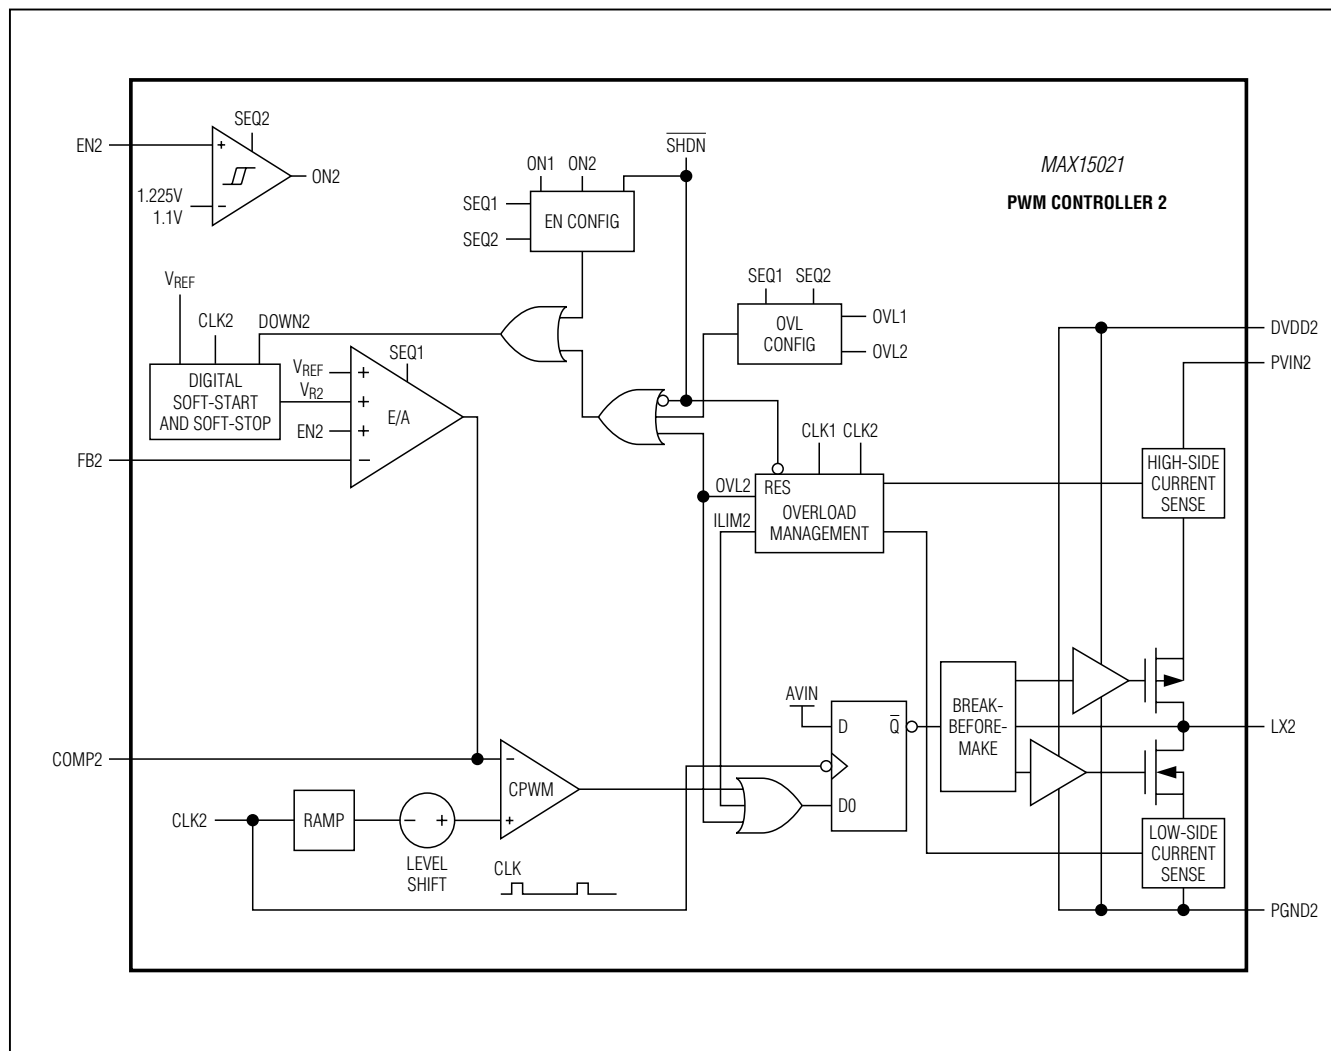 MAX15021
PWM CONTROLLER 2
EN2
SEQ2
+
ON2
1.225V
1.1V
−
SHDN
ON1 ON2
SEQ1
SEQ2
EN CONFIG
VREF
CLK2
DOWN2
DIGITAL
SOFT-START
AND SOFT-STOP
SEQ1
VREF
+
VR2
+
E/A
EN2
+
FB2
−
SEQ1 SEQ2
OVL
CONFIG
OVL1
OVL2
DVDD2
PVIN2
CLK1 CLK2
OVL2
RES
ILIM2
OVERLOAD
MANAGEMENT
HIGH-SIDE
CURRENT
SENSE
AVIN
D
Q
D0
BREAK-
BEFORE-
MAKE
LX2
COMP2
−
CPWM
+
CLK2
RAMP
− +
LEVEL
SHIFT
CLK
LOW-SIDE
CURRENT
SENSE
PGND2